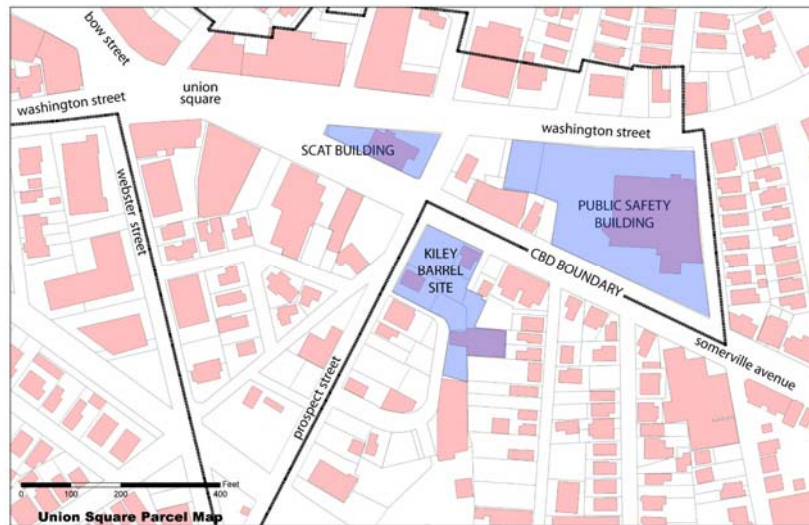 bow street
union
square
washington street
washington street
SCAT BUILDING
webster street
PUBLIC SAFETY
BUILDING
KILEY
BARREL
SITE
CBD BOUNDARY
prospect street
somerville avenue
Feet
0 100 200 400
Union Square Parcel Map